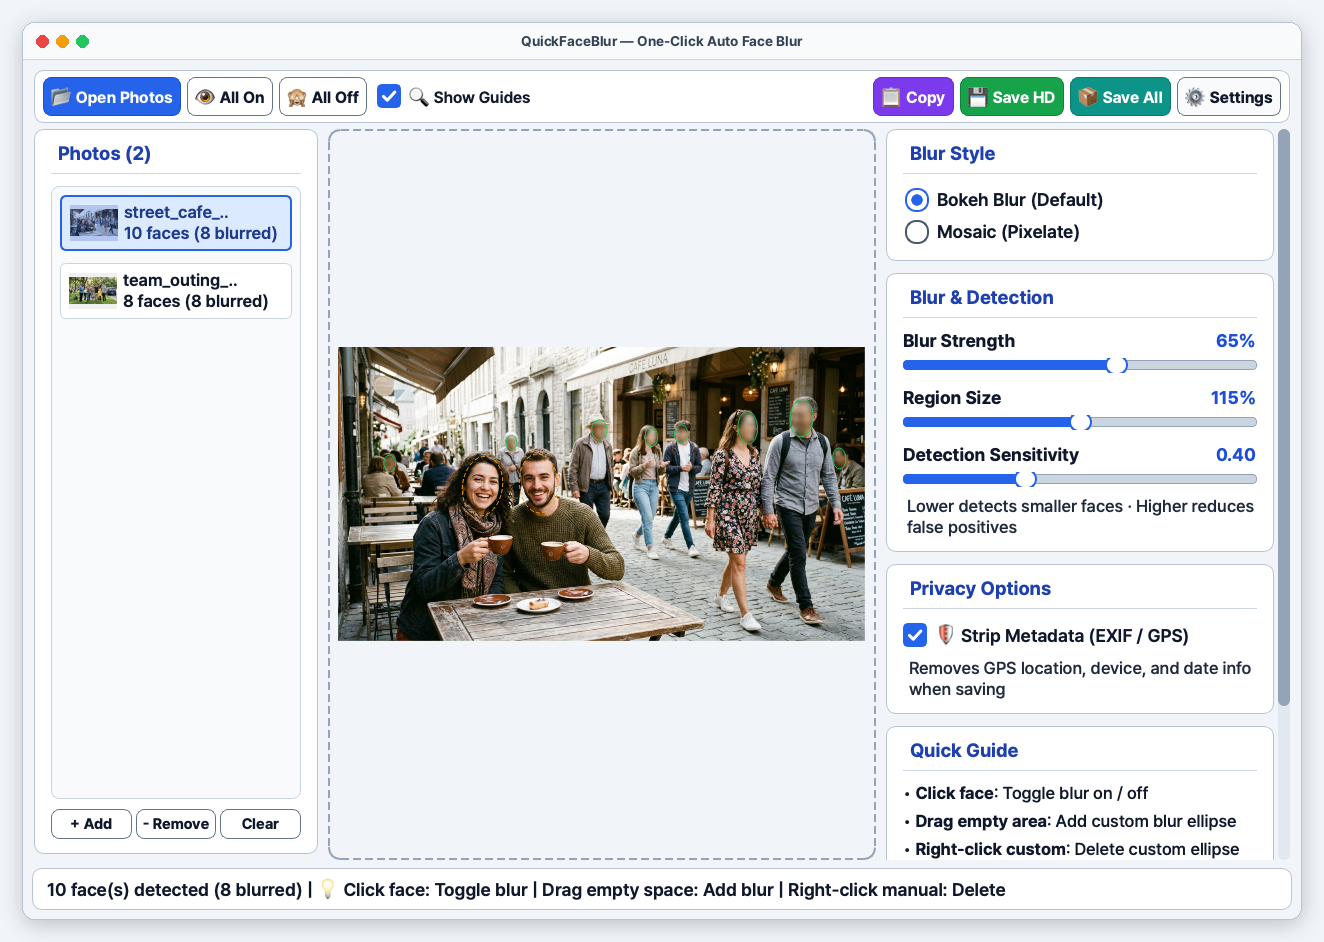 QuickFaceBlur — One-Click Auto Face Blur
Open Photos
All On
All Off
Show Guides
Copy
Save HD
Save All
Settings
Photos (2)
street_cafe_..
10 faces (8 blurred)
team_outing_..
8 faces (8 blurred)
+ Add
- Remove
Clear
CAFE LUNA
CAFE LUNA
CAFE LUNA
Blur Style
Bokeh Blur (Default)
Mosaic (Pixelate)
Blur & Detection
Blur Strength
65%
Region Size
115%
Detection Sensitivity
0.40
Lower detects smaller faces · Higher reduces
false positives
Privacy Options
Strip Metadata (EXIF / GPS)
Removes GPS location, device, and date info
when saving
Quick Guide
• Click face: Toggle blur on / off
• Drag empty area: Add custom blur ellipse
• Right-click custom: Delete custom ellipse
10 face(s) detected (8 blurred) | 💡 Click face: Toggle blur | Drag empty space: Add blur | Right-click manual: Delete